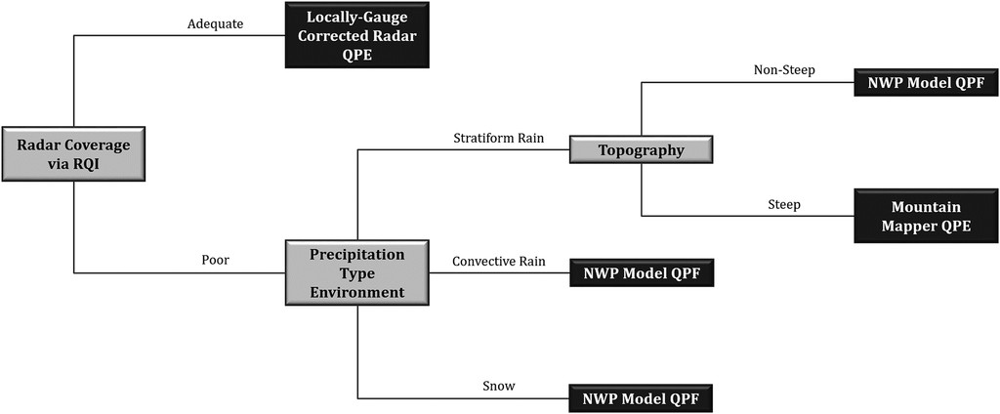 Adequate
Locally-Gauge
Corrected Radar
QPE
Non-Steep
NWP Model QPF
Radar Coverage
via RQI
Stratiform Rain
Topography
Steep
Mountain
Mapper QPE
Poor
Precipitation
Type
Environment
Convective Rain
NWP Model QPF
Snow
NWP Model QPF